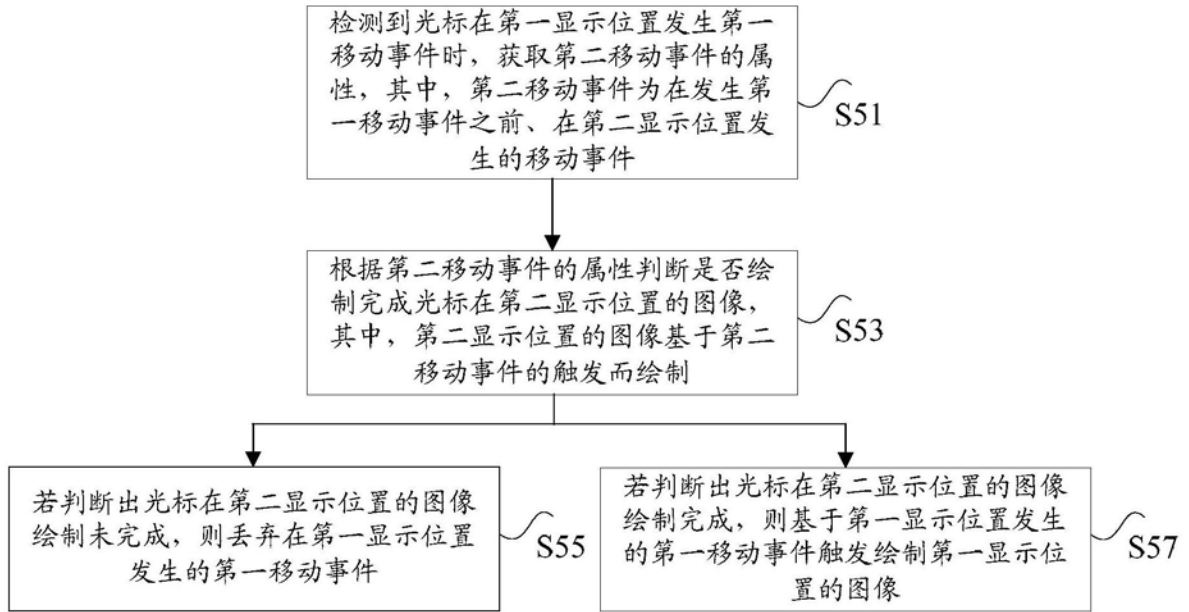 检测到光标在第一显示位置发生第一
移动事件时，获取第二移动事件的属
性，其中，第二移动事件为在发生第
一移动事件之前、在第二显示位置发
生的移动事件
S51
根据第二移动事件的属性判断是否绘
制完成光标在第二显示位置的图像，
其中，第二显示位置的图像基于第二
移动事件的触发而绘制
S53
若判断出光标在第二显示位置的图像
绘制未完成，则丢弃在第一显示位置
发生的第一移动事件
S55
若判断出光标在第二显示位置的图像
绘制完成，则基于第一显示位置发生
的第一移动事件触发绘制第一显示位
置的图像
S57